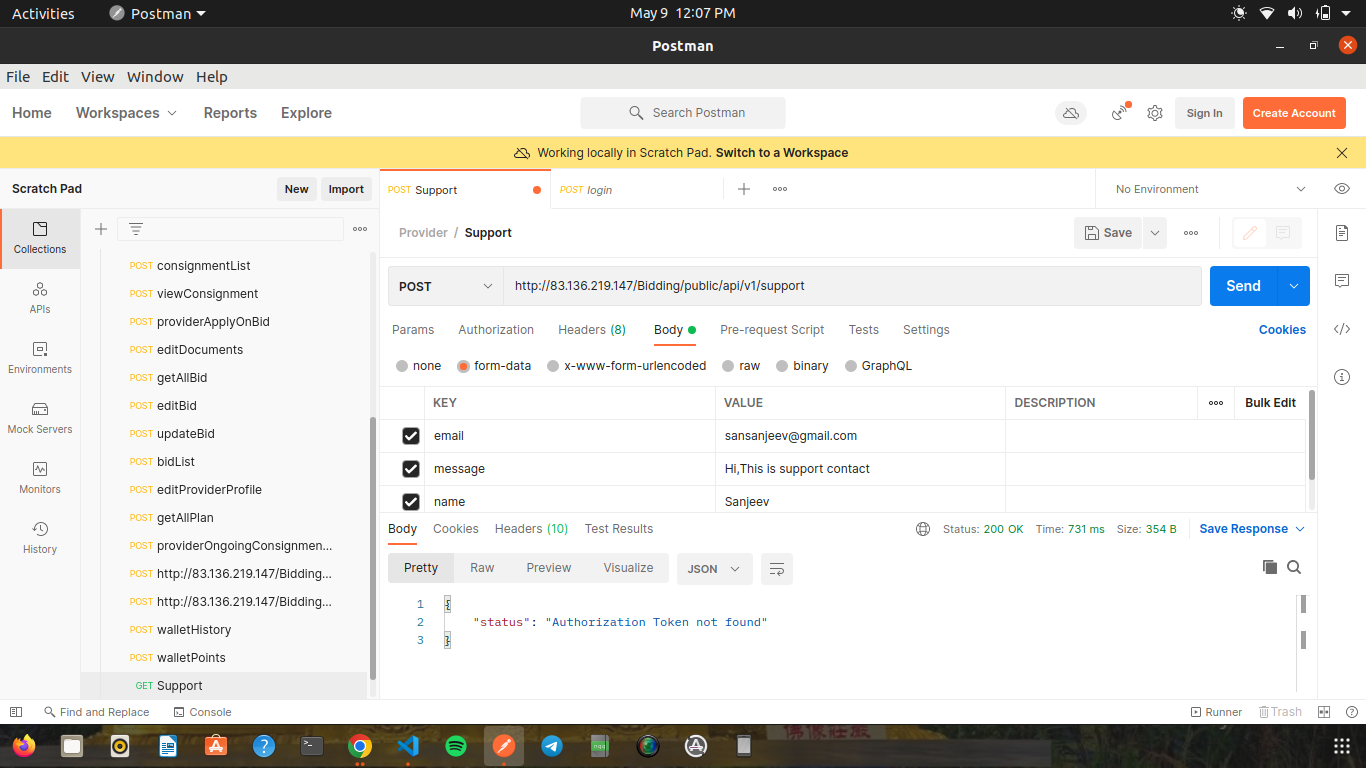 Activities Postman May 9 12:07 PM
Postman
File Edit View Window Help
Home Workspaces Reports Explore Search Postman Sign In Create Account
Working locally in Scratch Pad. Switch to a Workspace
Scratch Pad New Import
POST Support POST login No Environment
Collections
APIs
Environments
Mock Servers
Monitors
History
POST consignmentList
POST viewConsignment
POST providerApplyOnBid
POST editDocuments
POST getAllBid
POST editBid
POST updateBid
POST bidList
POST editProviderProfile
POST getAllPlan
POST providerOngoingConsignmen...
POST http://83.136.219.147/Bidding...
POST http://83.136.219.147/Bidding...
POST walletHistory
POST walletPoints
GET Support
Provider / Support Save
POST http://83.136.219.147/Bidding/public/api/v1/support Send
Params Authorization Headers (8) Body Pre-request Script Tests Settings Cookies
none form-data x-www-form-urlencoded raw binary GraphQL
KEY VALUE DESCRIPTION Bulk Edit
email sansanjeev@gmail.com
message Hi,This is support contact
name Sanjeev
Body Cookies Headers (10) Test Results Status: 200 OK Time: 731 ms Size: 354 B Save Response
Pretty Raw Preview Visualize JSON
1 {
2 "status": "Authorization Token not found"
3 }
Find and Replace Console Runner Trash